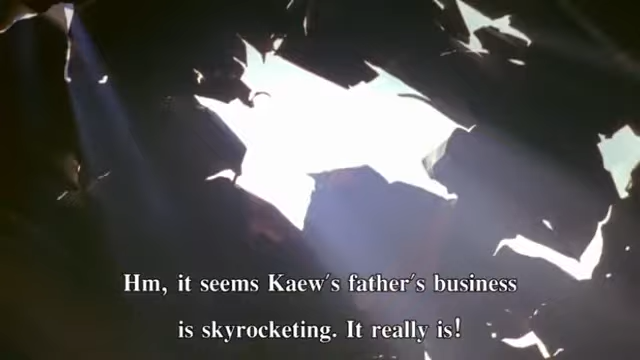 Hm, it seems Kaew's father's business
is skyrocketing. It really is!